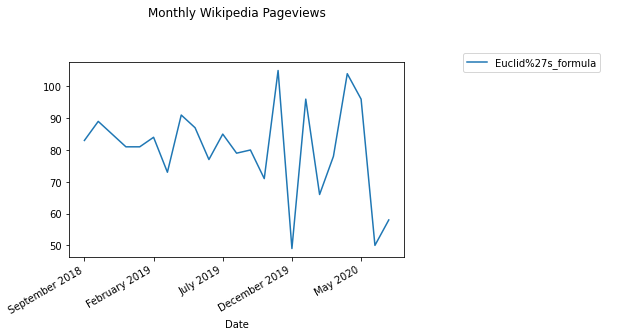 Monthly Wikipedia Pageviews
Euclid%27s_formula
100
90
80
70
60
50
September 2018
February 2019
July 2019
December 2019
May 2020
Date